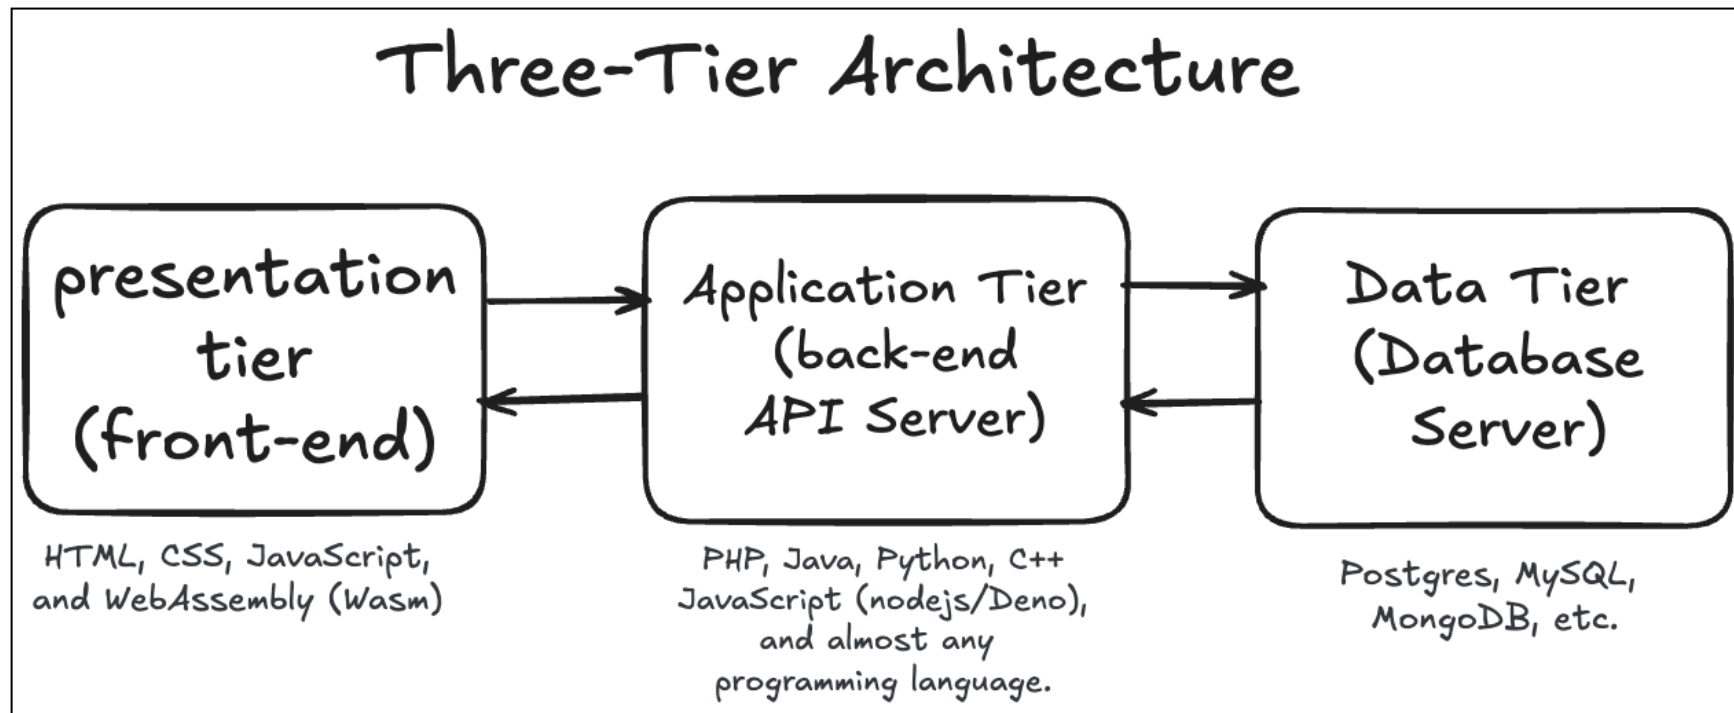 Three-Tier Architecture
presentation
tier
(front-end)
Application Tier
(back-end
API Server)
Data Tier
(Database
Server)
HTML, CSS, JavaScript,
and WebAssembly (Wasm)
PHP, Java, Python, C++
JavaScript (nodejs/Deno),
and almost any
programming language.
Postgres, MySQL,
MongoDB, etc.